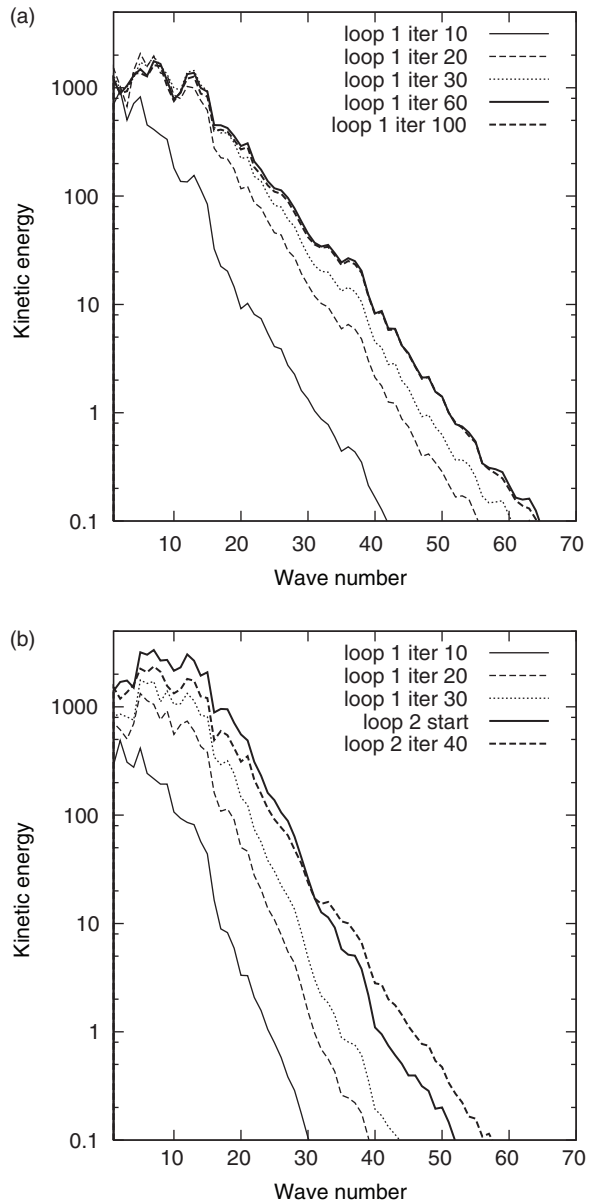 (a)
loop 1 iter 10
loop 1 iter 20
loop 1 iter 30
loop 1 iter 60
loop 1 iter 100
1000
100
10
1
0.1
Kinetic energy
10 20 30 40 50 60 70
Wave number
(b)
loop 1 iter 10
loop 1 iter 20
loop 1 iter 30
loop 2 start
loop 2 iter 40
1000
100
10
1
0.1
Kinetic energy
10 20 30 40 50 60 70
Wave number